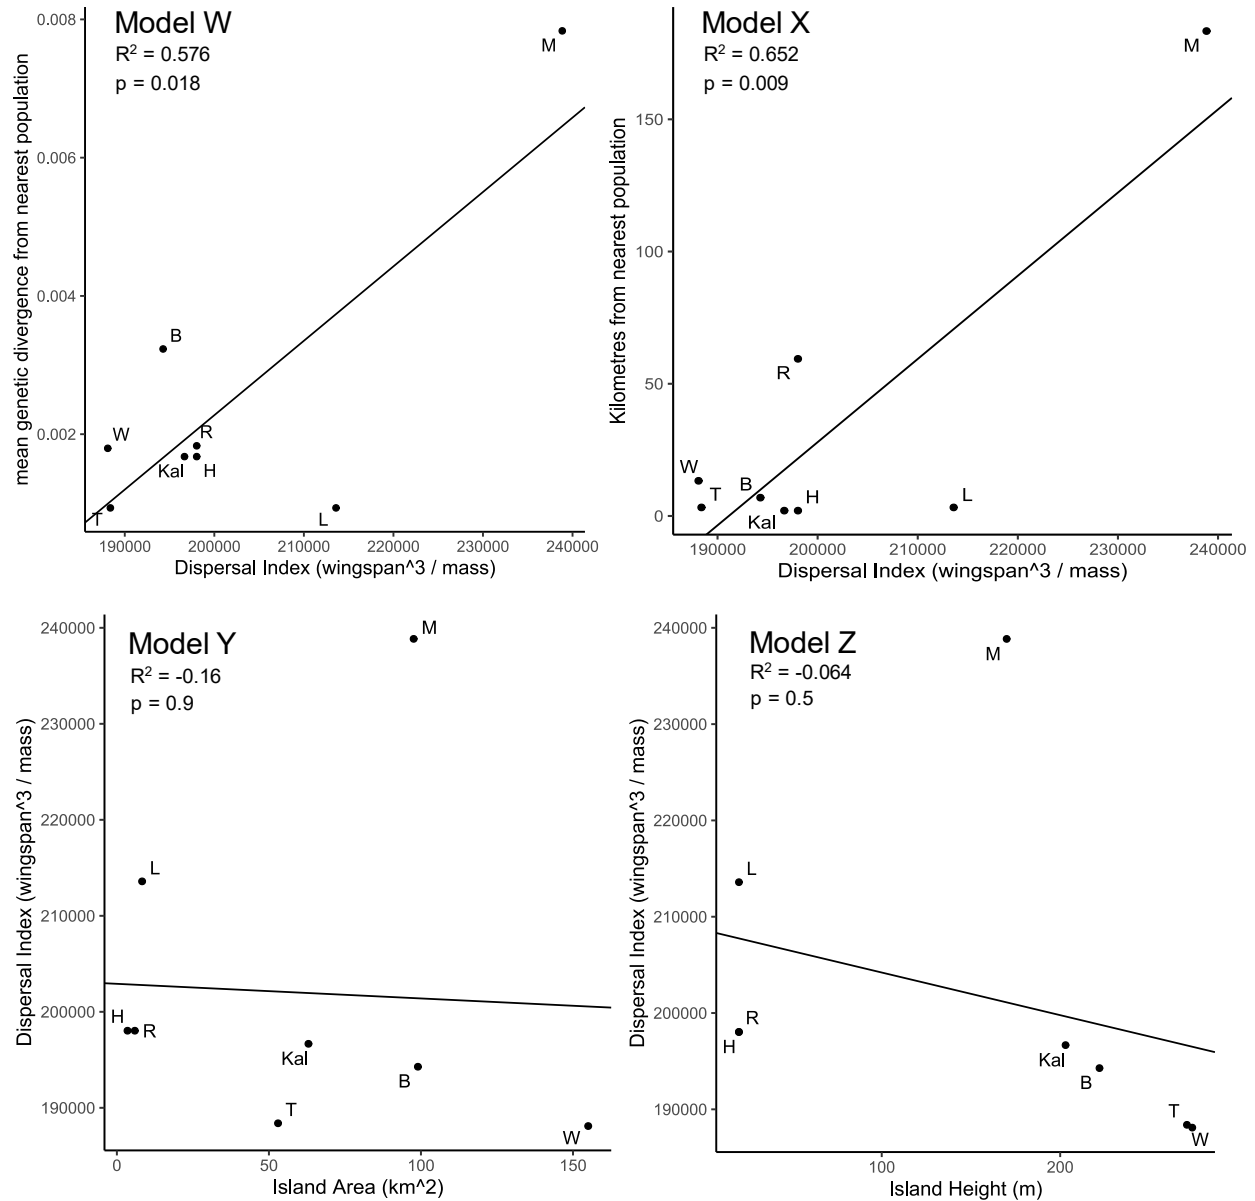 Model W
R² = 0.576
p = 0.018
mean genetic divergence from nearest population
0.008
0.006
0.004
0.002
M
B
W
R
Kal
H
T
L
190000 200000 210000 220000 230000 240000
Dispersal Index (wingspan^3 / mass)
Model X
R² = 0.652
p = 0.009
Kilometres from nearest population
150
100
50
0
M
R
W
T
B
H
Kal
L
190000 200000 210000 220000 230000 240000
Dispersal Index (wingspan^3 / mass)
Model Y
R² = -0.16
p = 0.9
Dispersal Index (wingspan^3 / mass)
240000
230000
220000
210000
200000
190000
M
L
H
R
Kal
B
T
W
0 50 100 150
Island Area (km^2)
Model Z
R² = -0.064
p = 0.5
Dispersal Index (wingspan^3 / mass)
240000
230000
220000
210000
200000
190000
M
L
R
H
Kal
B
T
W
100 200
Island Height (m)